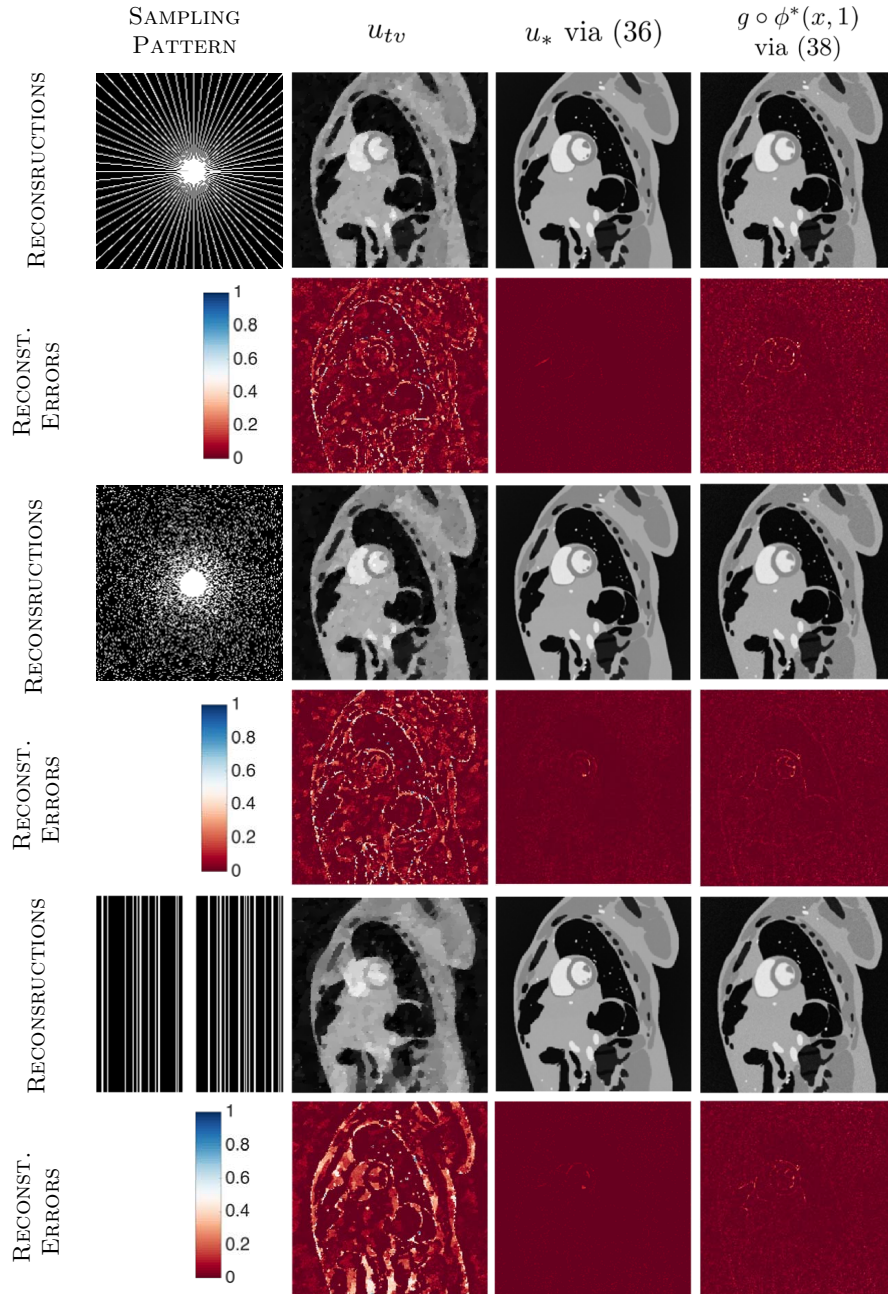 SAMPLING
PATTERN
u_{tv}
u_* via (36)
g ∘ ϕ*(x, 1)
via (38)
RECONSRUCTIONS
RECONST.
ERRORS
1
0.8
0.6
0.4
0.2
0
RECONSRUCTIONS
RECONST.
ERRORS
1
0.8
0.6
0.4
0.2
0
RECONSRUCTIONS
RECONST.
ERRORS
1
0.8
0.6
0.4
0.2
0